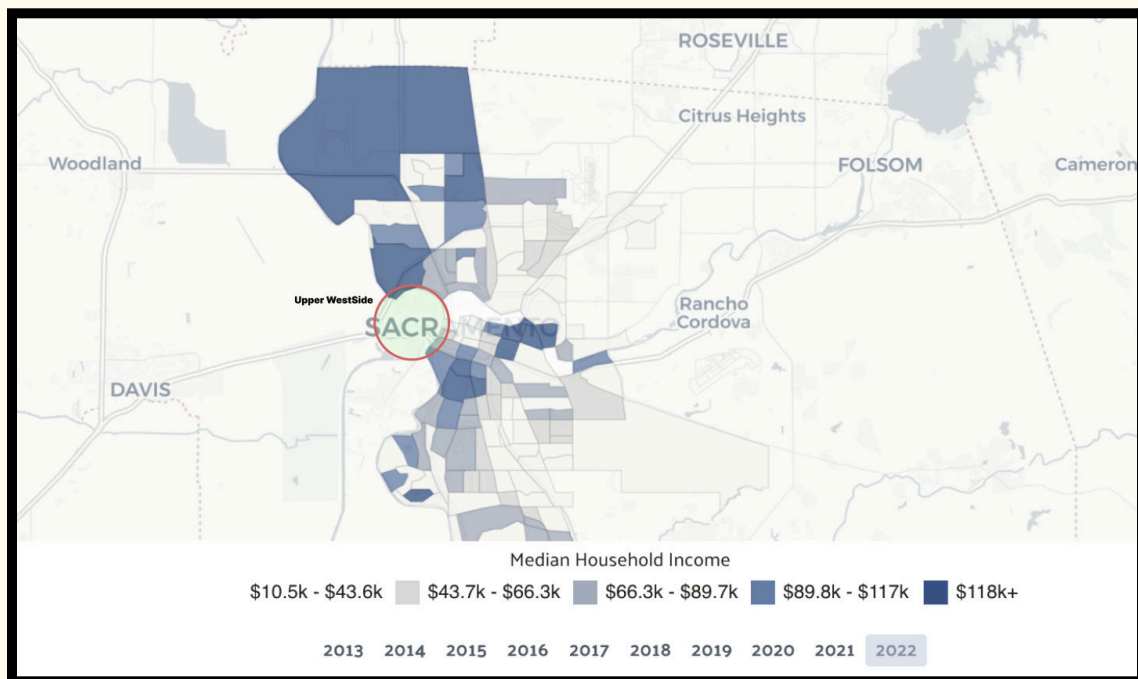 ROSEVILLE
Citrus Heights
Woodland
FOLSOM
Cameron
Upper WestSide
SACRAMENTO
Rancho
Cordova
DAVIS
Median Household Income
$10.5k - $43.6k $43.7k - $66.3k $66.3k - $89.7k $89.8k - $117k $118k+
2013 2014 2015 2016 2017 2018 2019 2020 2021 2022